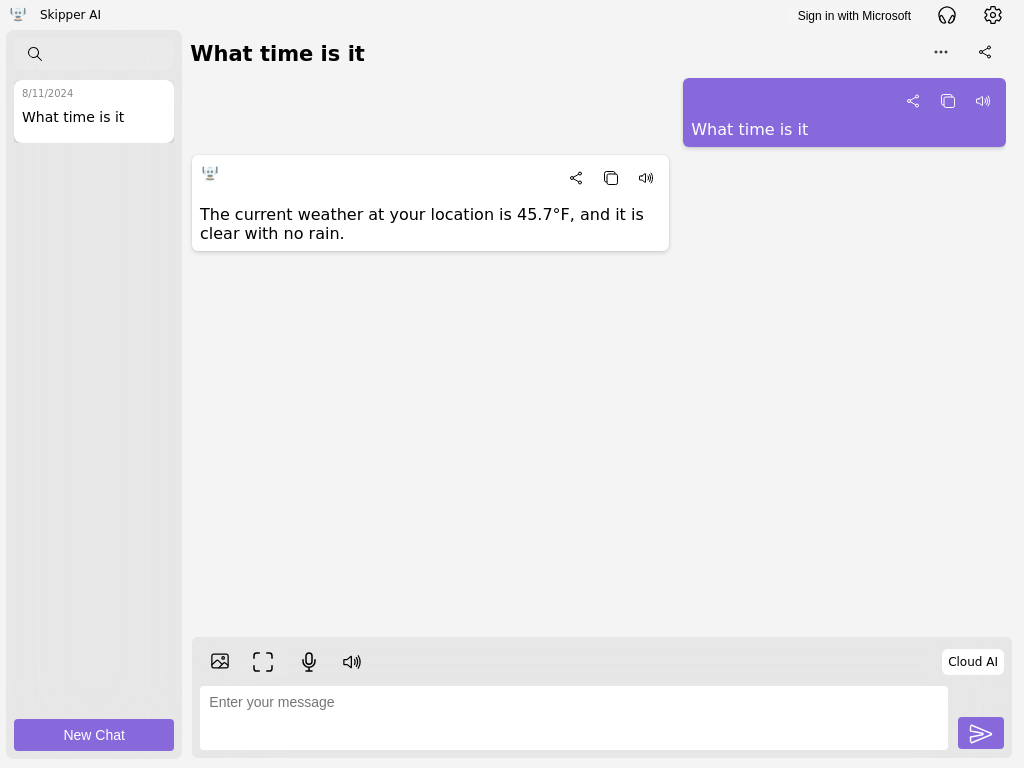 Skipper AI
Sign in with Microsoft
What time is it
8/11/2024
What time is it
What time is it
The current weather at your location is 45.7°F, and it is
clear with no rain.
Cloud AI
Enter your message
New Chat